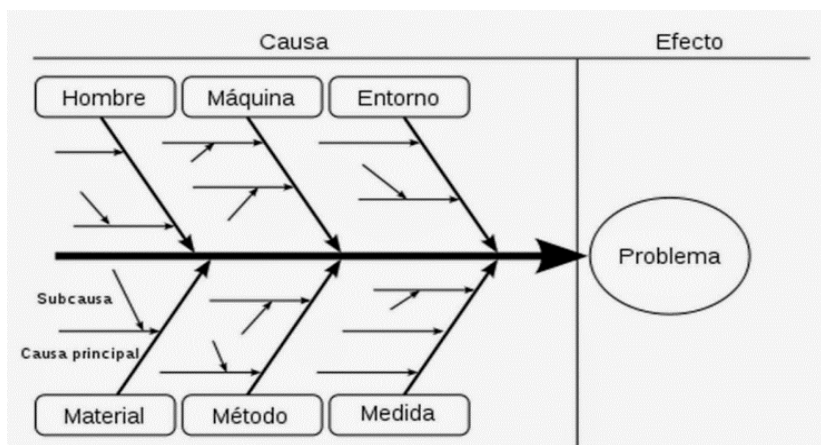 Causa
Efecto
Hombre
Máquina
Entorno
Problema
Subcausa
Causa principal
Material
Método
Medida